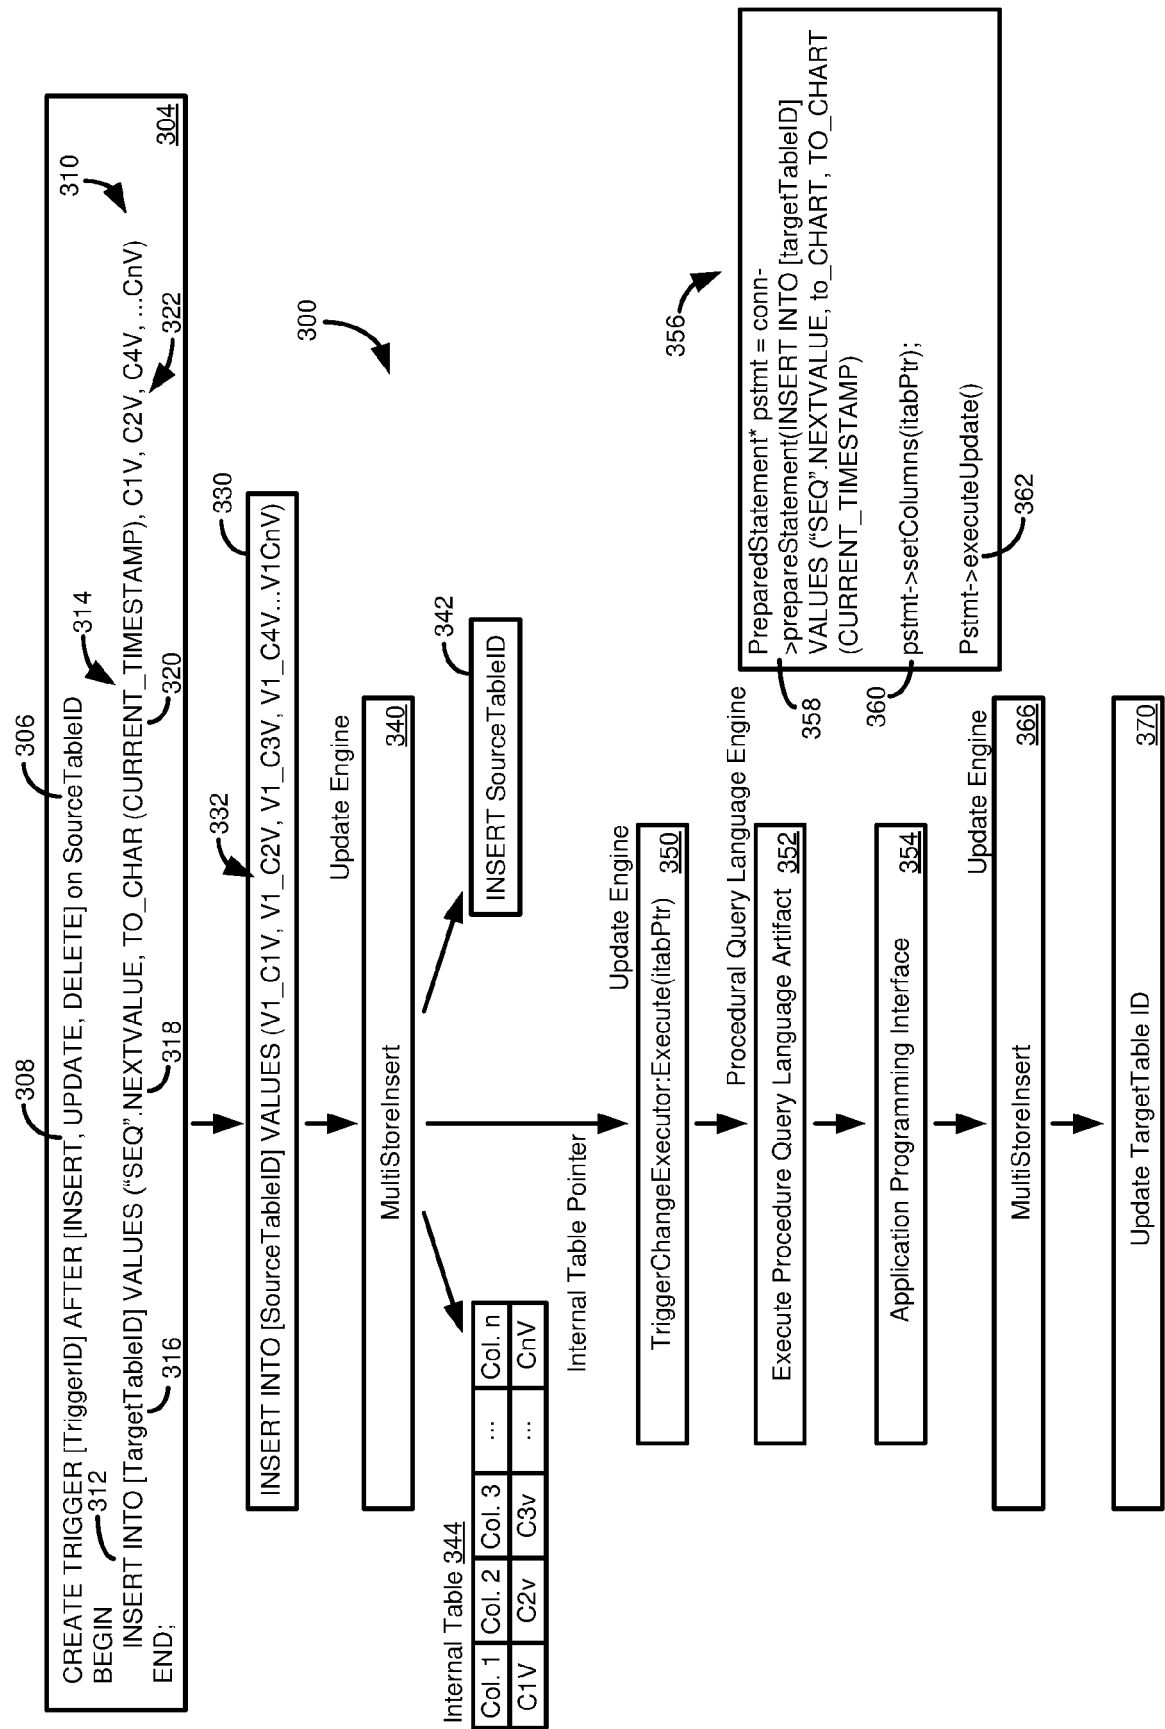 304
CREATE TRIGGER [TriggerID] AFTER [INSERT, UPDATE, DELETE] on SourceTableID
BEGIN
INSERT INTO [TargetTableID] VALUES (“SEQ”.NEXTVALUE, TO_CHAR (CURRENT_TIMESTAMP), C1V, C2V, C4V, ...CnV)
END;
306
308
310
312
314
316
318
320
322
330
332
INSERT INTO [SourceTableID] VALUES (V1_C1V, V1_C2V, V1_C3V, V1_C4V...V1CnV)
300
Update Engine
MultiStoreInsert 340
342
INSERT SourceTableID
Internal Table 344
Col. 1 Col. 2 Col. 3 ... Col. n
C1V C2v C3v ... CnV
Internal Table Pointer
Update Engine
TriggerChangeExecutor:Execute(itabPtr) 350
Procedural Query Language Engine
Execute Procedure Query Language Artifact 352
Application Programming Interface 354
356
PreparedStatement* pstmt = conn-
>prepareStatement(INSERT INTO [targetTableID]
VALUES (“SEQ”.NEXTVALUE, to_CHART, TO_CHART
(CURRENT_TIMESTAMP)
pstmt->setColumns(itabPtr);
Pstmt->executeUpdate()
358
360
362
Update Engine
MultiStoreInsert 366
Update TargetTable ID 370